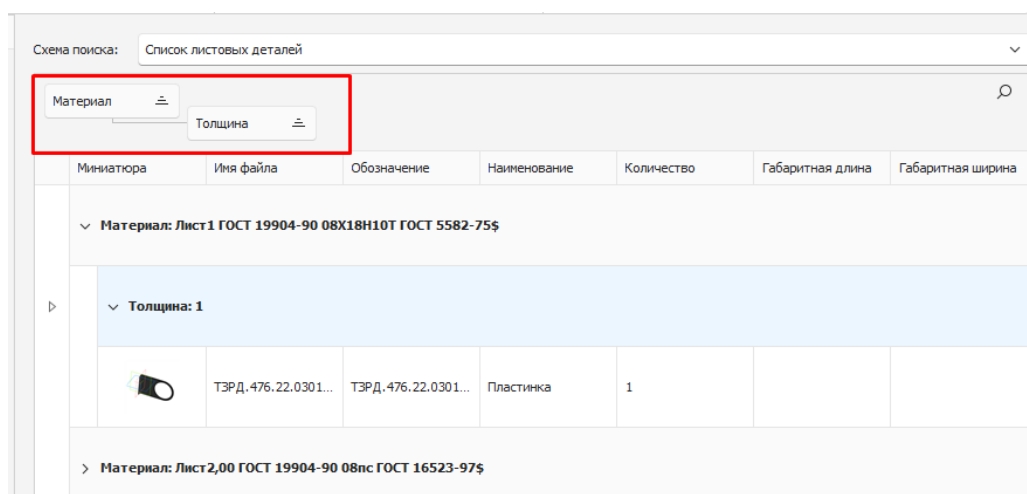 Схема поиска: Список листовых деталей
Материал
Толщина
Миниатюра Имя файла Обозначение Наименование Количество Габаритная длина Габаритная ширина
Материал: Лист1 ГОСТ 19904-90 08Х18Н10Т ГОСТ 5582-75$
Толщина: 1
ТЗРД.476.22.0301... ТЗРД.476.22.0301... Пластинка 1
Материал: Лист2,00 ГОСТ 19904-90 08пс ГОСТ 16523-97$